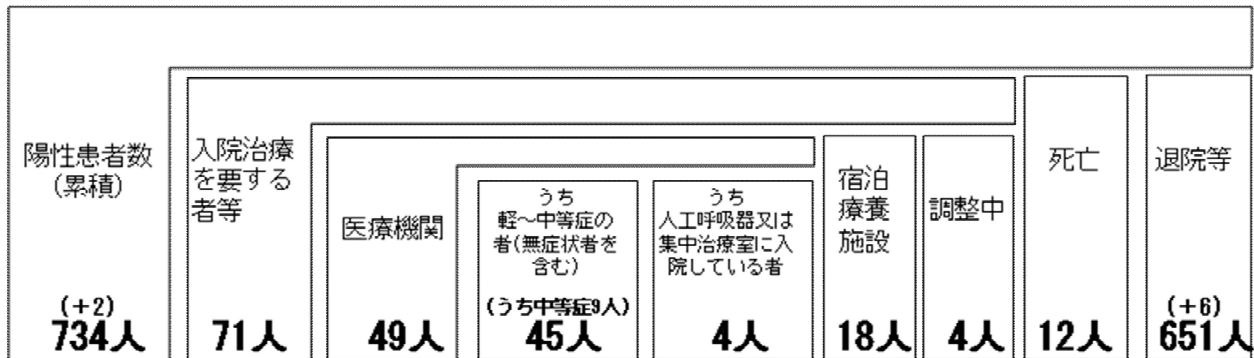 陽性患者数
(累積)
(+2)
734人
入院治療
を要する
者等
71人
医療機関
49人
うち
軽～中等症の
者(無症状者を
含む)
(うち中等症9人)
45人
うち
人工呼吸器又は
集中治療室に入
院している者
4人
宿泊
療養
施設
18人
調整中
4人
死亡
12人
退院等
(+6)
651人